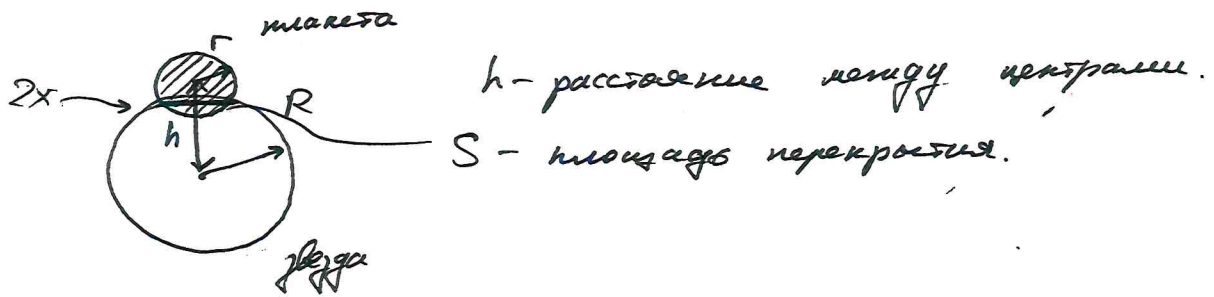 r планета
h - расстояние между центрами.
2x
R
h
S - площадь перекрытия.
звезда